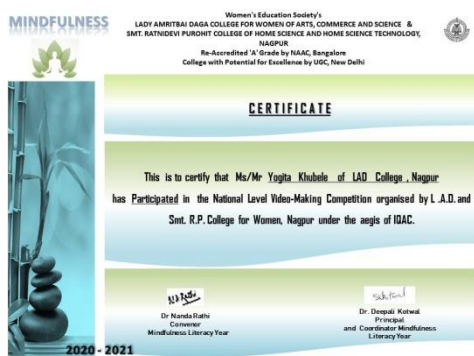 MINDFULNESS
Women's Education Society's
LADY AMRITBAI DAGA COLLEGE FOR WOMEN OF ARTS, COMMERCE AND SCIENCE &
SMT. RATNIDEVI PUROHIT COLLEGE OF HOME SCIENCE AND HOME SCIENCE TECHNOLOGY,
NAGPUR
Re-Accredited 'A' Grade by NAAC, Bangalore
College with Potential for Excellence by UGC, New Delhi
CERTIFICATE
This is to certify that Ms/Mr Yogita Khubele of LAD College , Nagpur
has Participated in the National Level Video-Making Competition organised by L .A.D. and
Smt. R.P. College for Women, Nagpur under the aegis of IQAC.
Dr Nanda Rathi
Convenor
Mindfulness Literacy Year
Dr. Deepali Kotwal
Principal
and Coordinator Mindfulness
Literacy Year
2020 - 2021